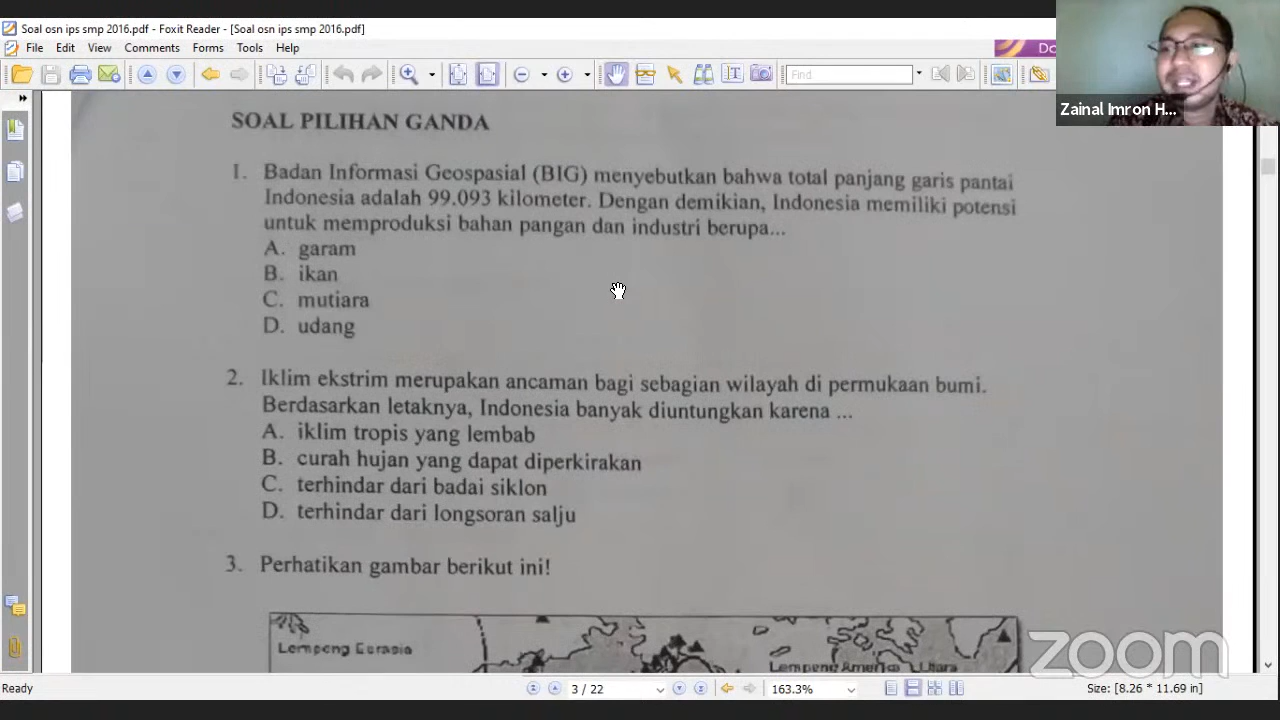 Soal osn ips smp 2016.pdf - Foxit Reader - [Soal osn ips smp 2016.pdf]
File Edit View Comments Forms Tools Help
Do
Find
Zainal Imron H...
SOAL PILIHAN GANDA
1. Badan Informasi Geospasial (BIG) menyebutkan bahwa total panjang garis pantai
Indonesia adalah 99.093 kilometer. Dengan demikian, Indonesia memiliki potensi
untuk memproduksi bahan pangan dan industri berupa...
A. garam
B. ikan
C. mutiara
D. udang
2. Iklim ekstrim merupakan ancaman bagi sebagian wilayah di permukaan bumi.
Berdasarkan letaknya, Indonesia banyak diuntungkan karena ...
A. iklim tropis yang lembab
B. curah hujan yang dapat diperkirakan
C. terhindar dari badai siklon
D. terhindar dari longsoran salju
3. Perhatikan gambar berikut ini!
Lempeng Eurasia
Lempeng Amerika Utara
zoom
Ready
3 / 22
163.3%
Size: [8.26 * 11.69 in]